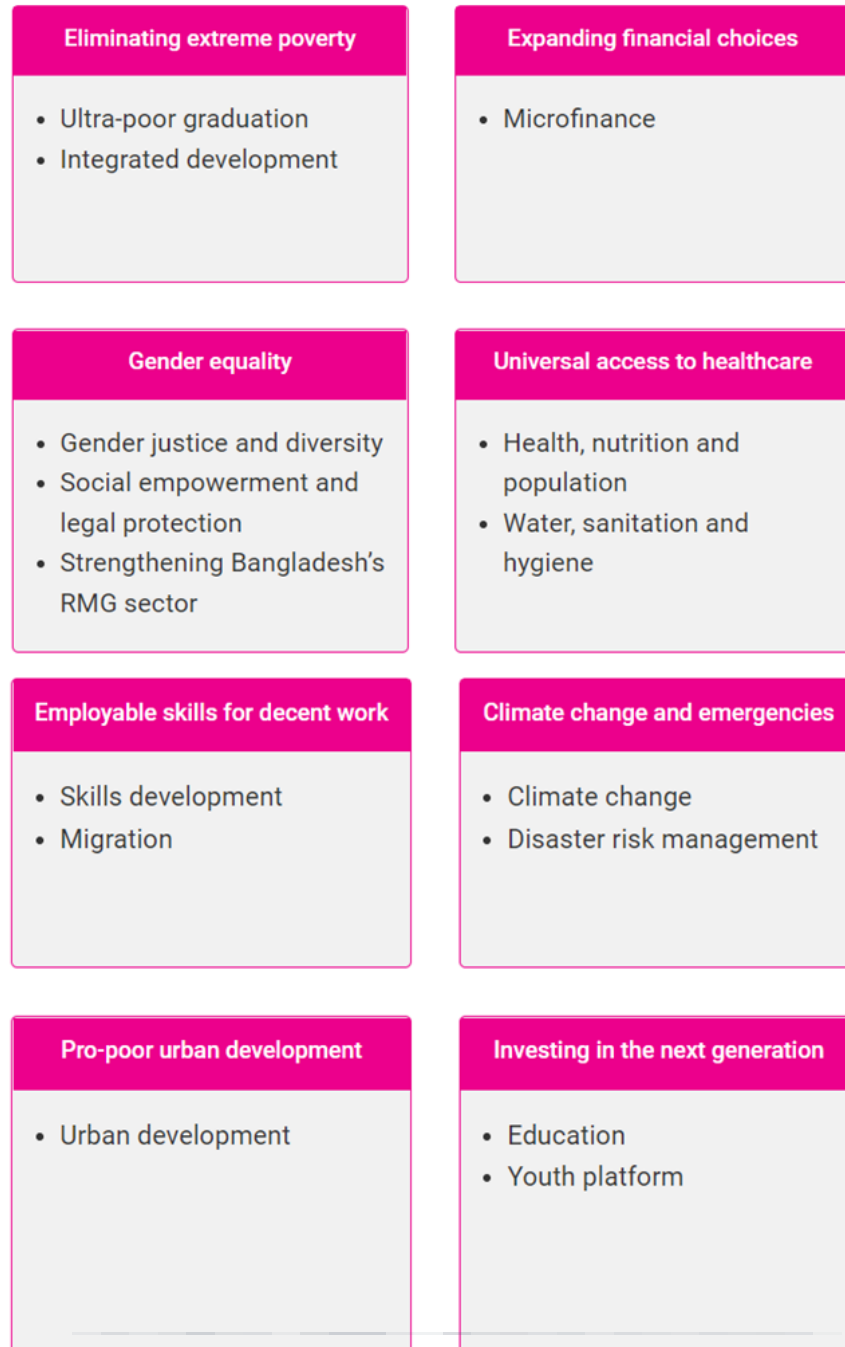 Eliminating extreme poverty
• Ultra-poor graduation
• Integrated development
Expanding financial choices
• Microfinance
Gender equality
• Gender justice and diversity
• Social empowerment and
legal protection
• Strengthening Bangladesh’s
RMG sector
Universal access to healthcare
• Health, nutrition and
population
• Water, sanitation and
hygiene
Employable skills for decent work
• Skills development
• Migration
Climate change and emergencies
• Climate change
• Disaster risk management
Pro-poor urban development
• Urban development
Investing in the next generation
• Education
• Youth platform